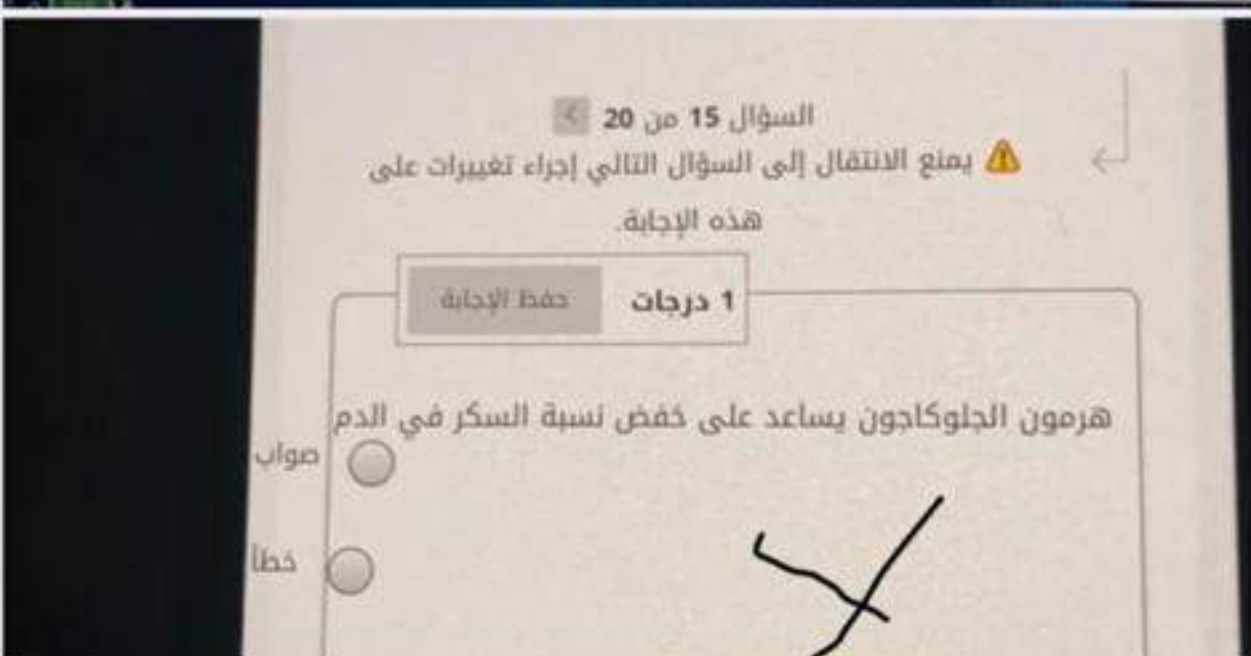 السؤال 15 من 20
يمنع الانتقال إلى السؤال التالي إجراء تغييرات على
هذه الإجابة.
1 درجات
حفظ الإجابة
هرمون الجلوكاجون يساعد على خفض نسبة السكر في الدم
صواب
خطأ